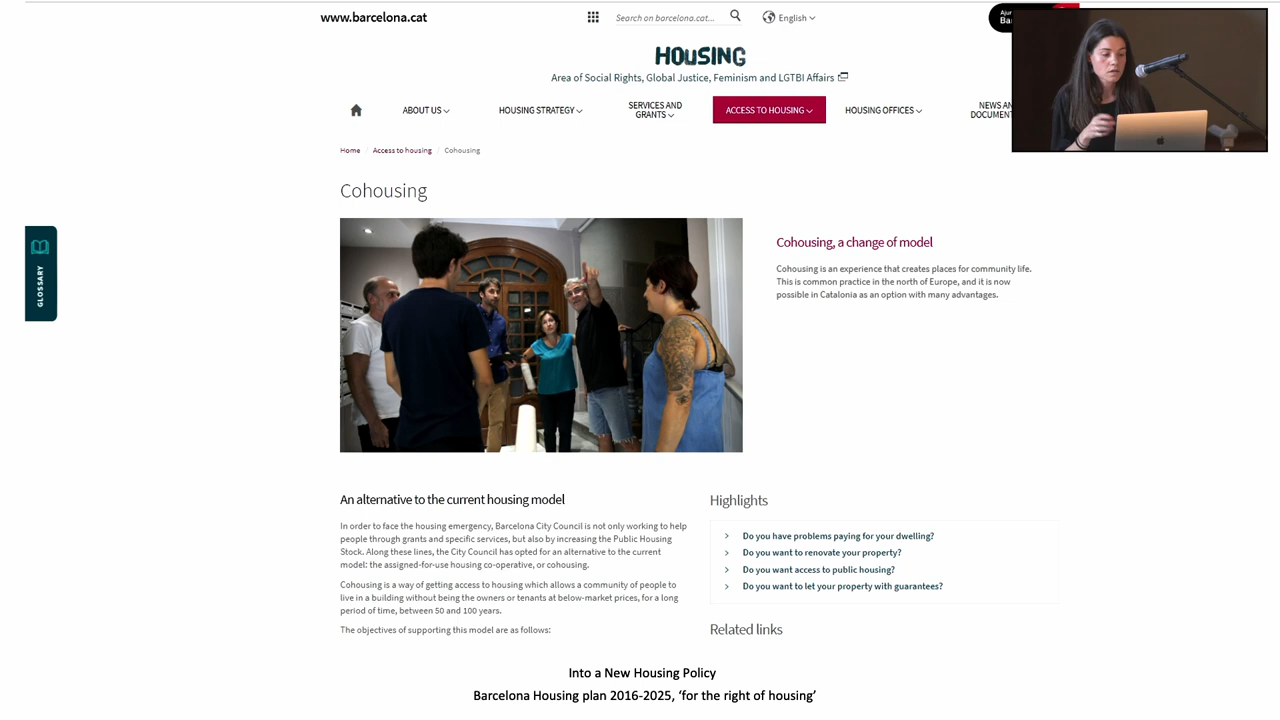 www.barcelona.cat
Search on barcelona.cat...
English
Aju
Ba
HOUSING
Area of Social Rights, Global Justice, Feminism and LGTBI Affairs
ABOUT US
HOUSING STRATEGY
SERVICES AND
GRANTS
ACCESS TO HOUSING
HOUSING OFFICES
NEWS AN
DOCUMENT
Home / Access to housing / Cohousing
Cohousing
GLOSSARY
Cohousing, a change of model
Cohousing is an experience that creates places for community life.
This is common practice in the north of Europe, and it is now
possible in Catalonia as an option with many advantages.
An alternative to the current housing model
In order to face the housing emergency, Barcelona City Council is not only working to help
people through grants and specific services, but also by increasing the Public Housing
Stock. Along these lines, the City Council has opted for an alternative to the current
model: the assigned-for-use housing co-operative, or cohousing.
Cohousing is a way of getting access to housing which allows a community of people to
live in a building without being the owners or tenants at below-market prices, for a long
period of time, between 50 and 100 years.
The objectives of supporting this model are as follows:
Highlights
Do you have problems paying for your dwelling?
Do you want to renovate your property?
Do you want access to public housing?
Do you want to let your property with guarantees?
Related links
Into a New Housing Policy
Barcelona Housing plan 2016-2025, ‘for the right of housing’